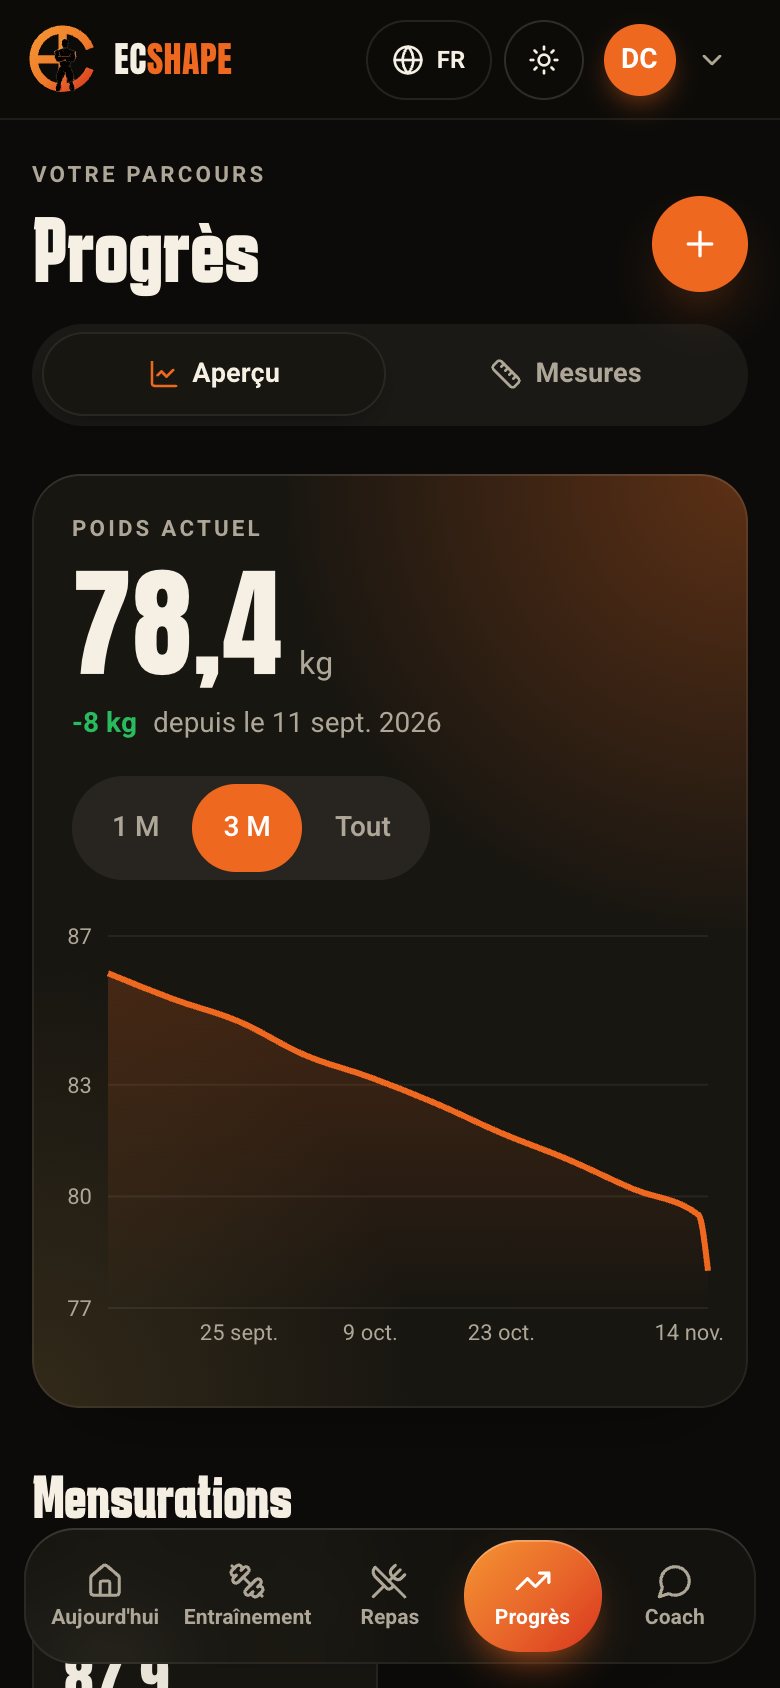 ECSHAPE
FR
DC
VOTRE PARCOURS
Progrès
Aperçu
Mesures
POIDS ACTUEL
78,4 kg
-8 kg depuis le 11 sept. 2026
1 M
3 M
Tout
87
83
80
77
25 sept.
9 oct.
23 oct.
14 nov.
Mensurations
Aujourd'hui
Entraînement
Repas
Progrès
Coach